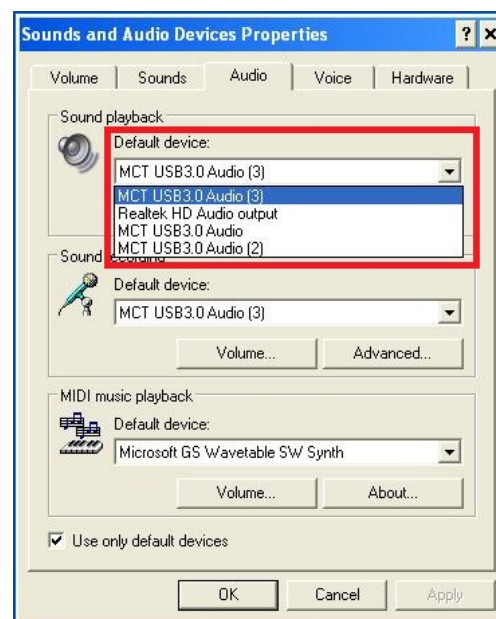 Sounds and Audio Devices Properties
Volume Sounds Audio Voice Hardware
Sound playback
Default device:
MCT USB3.0 Audio (3)
MCT USB3.0 Audio (3)
Realtek HD Audio output
MCT USB3.0 Audio
MCT USB3.0 Audio (2)
Sound recording
Default device:
MCT USB3.0 Audio (3)
Volume... Advanced...
MIDI music playback
Default device:
Microsoft GS Wavetable SW Synth
Volume... About...
Use only default devices
OK Cancel Apply